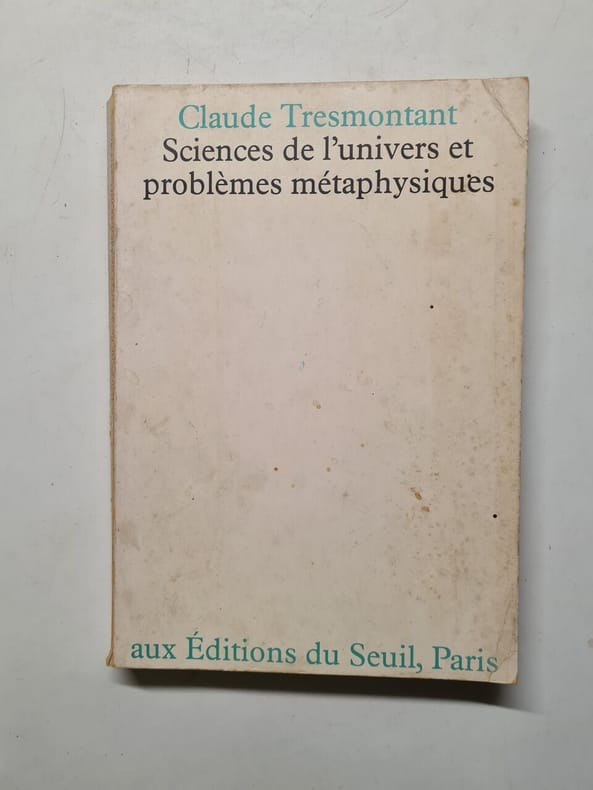 Claude Tresmontant
Sciences de l'univers et
problèmes métaphysiques
aux Éditions du Seuil, Paris